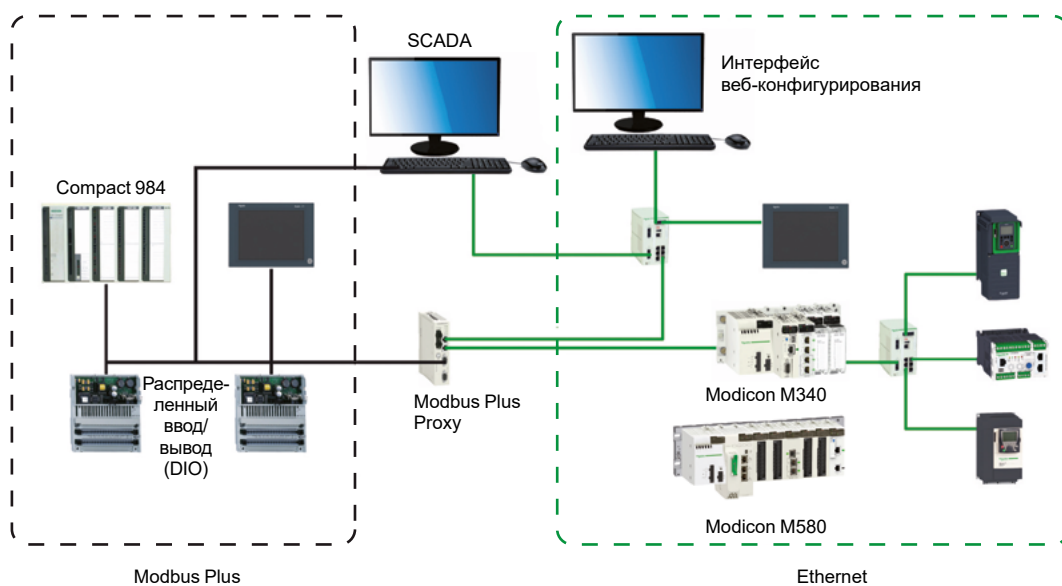 SCADA
Интерфейс
веб-конфигурирования
Compact 984
Распреде-
ленный
ввод/
вывод
(DIO)
Modbus Plus
Proxy
Modicon M340
Modicon M580
Modbus Plus
Ethernet